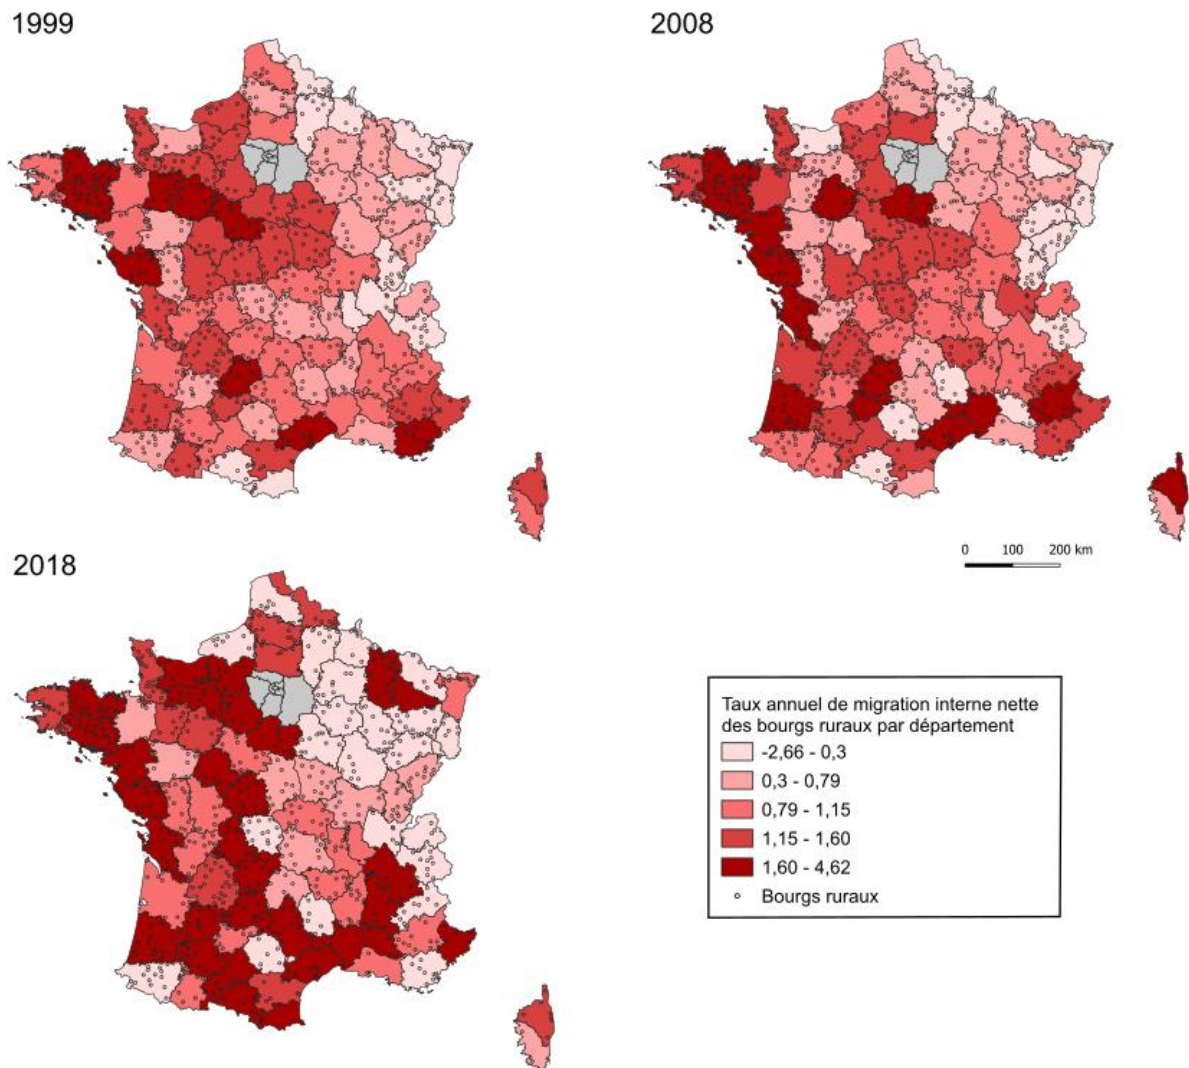 1999
2008
2018
0 100 200 km
Taux annuel de migration interne nette
des bourgs ruraux par département
-2,66 - 0,3
0,3 - 0,79
0,79 - 1,15
1,15 - 1,60
1,60 - 4,62
Bourgs ruraux